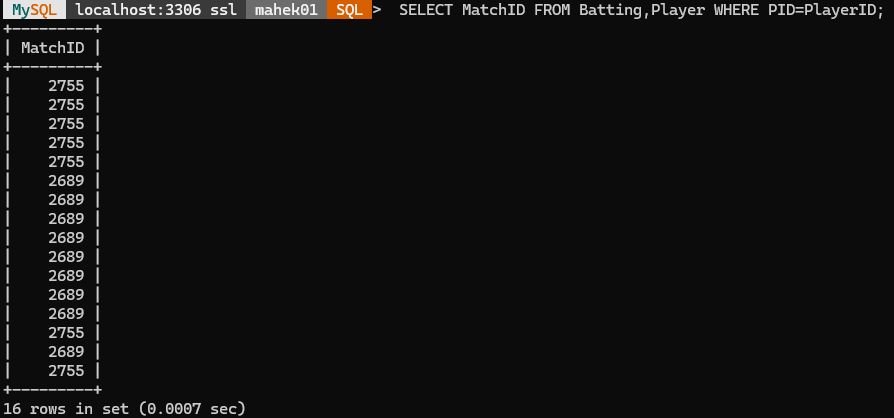 MySQL localhost:3306 ssl mahek01 SQL > SELECT MatchID FROM Batting,Player WHERE PID=PlayerID;
+---------+
| MatchID |
+---------+
|    2755 |
|    2755 |
|    2755 |
|    2755 |
|    2755 |
|    2689 |
|    2689 |
|    2689 |
|    2689 |
|    2689 |
|    2689 |
|    2689 |
|    2689 |
|    2755 |
|    2689 |
|    2755 |
+---------+
16 rows in set (0.0007 sec)